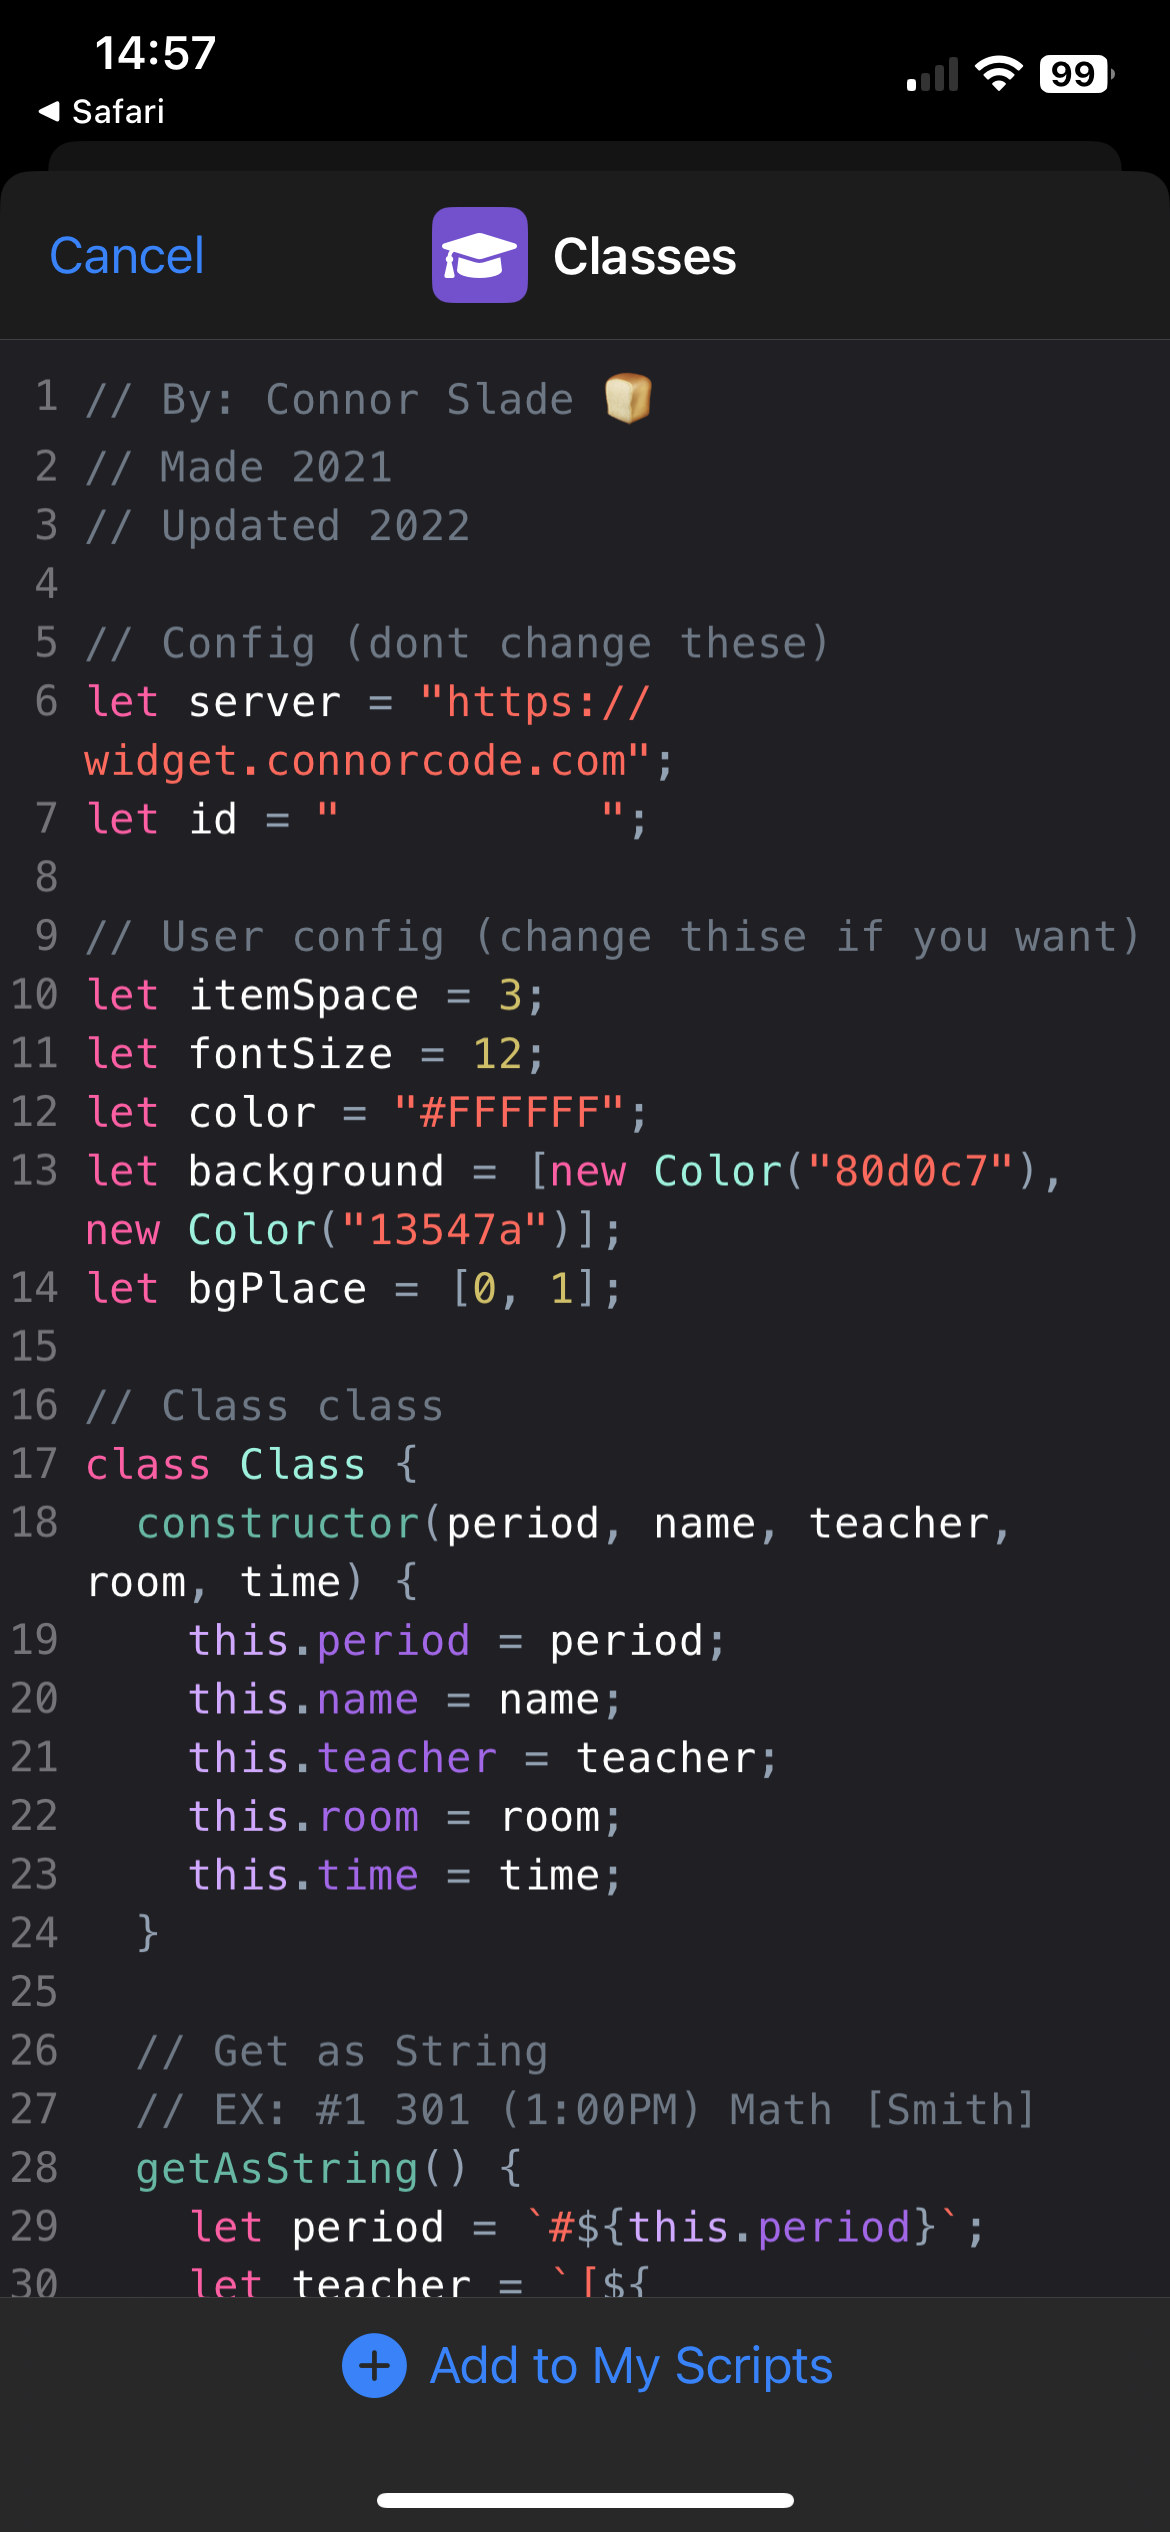 14:57
99
◀ Safari
Cancel
Classes
1 // By: Connor Slade 🍞
2 // Made 2021
3 // Updated 2022
4
5 // Config (dont change these)
6 let server = "https://
widget.connorcode.com";
7 let id = "          ";
8
9 // User config (change thise if you want)
10 let itemSpace = 3;
11 let fontSize = 12;
12 let color = "#FFFFFF";
13 let background = [new Color("80d0c7"),
new Color("13547a")];
14 let bgPlace = [0, 1];
15
16 // Class class
17 class Class {
18   constructor(period, name, teacher,
room, time) {
19     this.period = period;
20     this.name = name;
21     this.teacher = teacher;
22     this.room = room;
23     this.time = time;
24   }
25
26   // Get as String
27   // EX: #1 301 (1:00PM) Math [Smith]
28   getAsString() {
29     let period = `#${this.period}`;
30     let teacher = `[${
Add to My Scripts